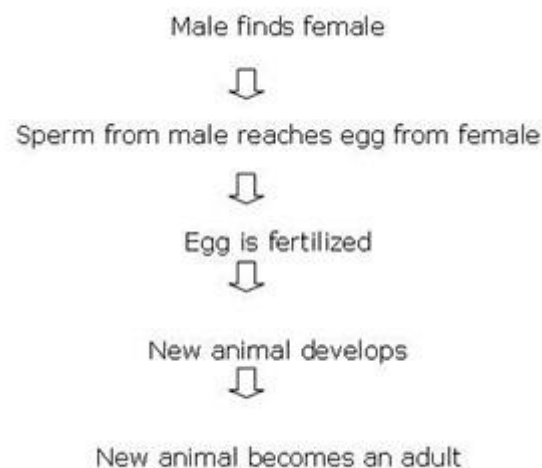 Male finds female
Sperm from male reaches egg from female
Egg is fertilized
New animal develops
New animal becomes an adult